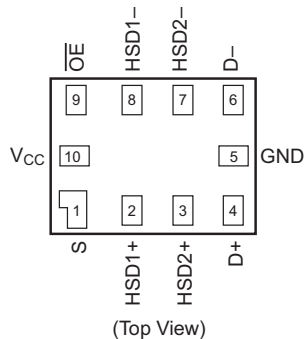 OE
HSD1–
HSD2–
D–
9
8
7
6
VCC
10
5
GND
1
2
3
4
S
HSD1+
HSD2+
D+
(Top View)